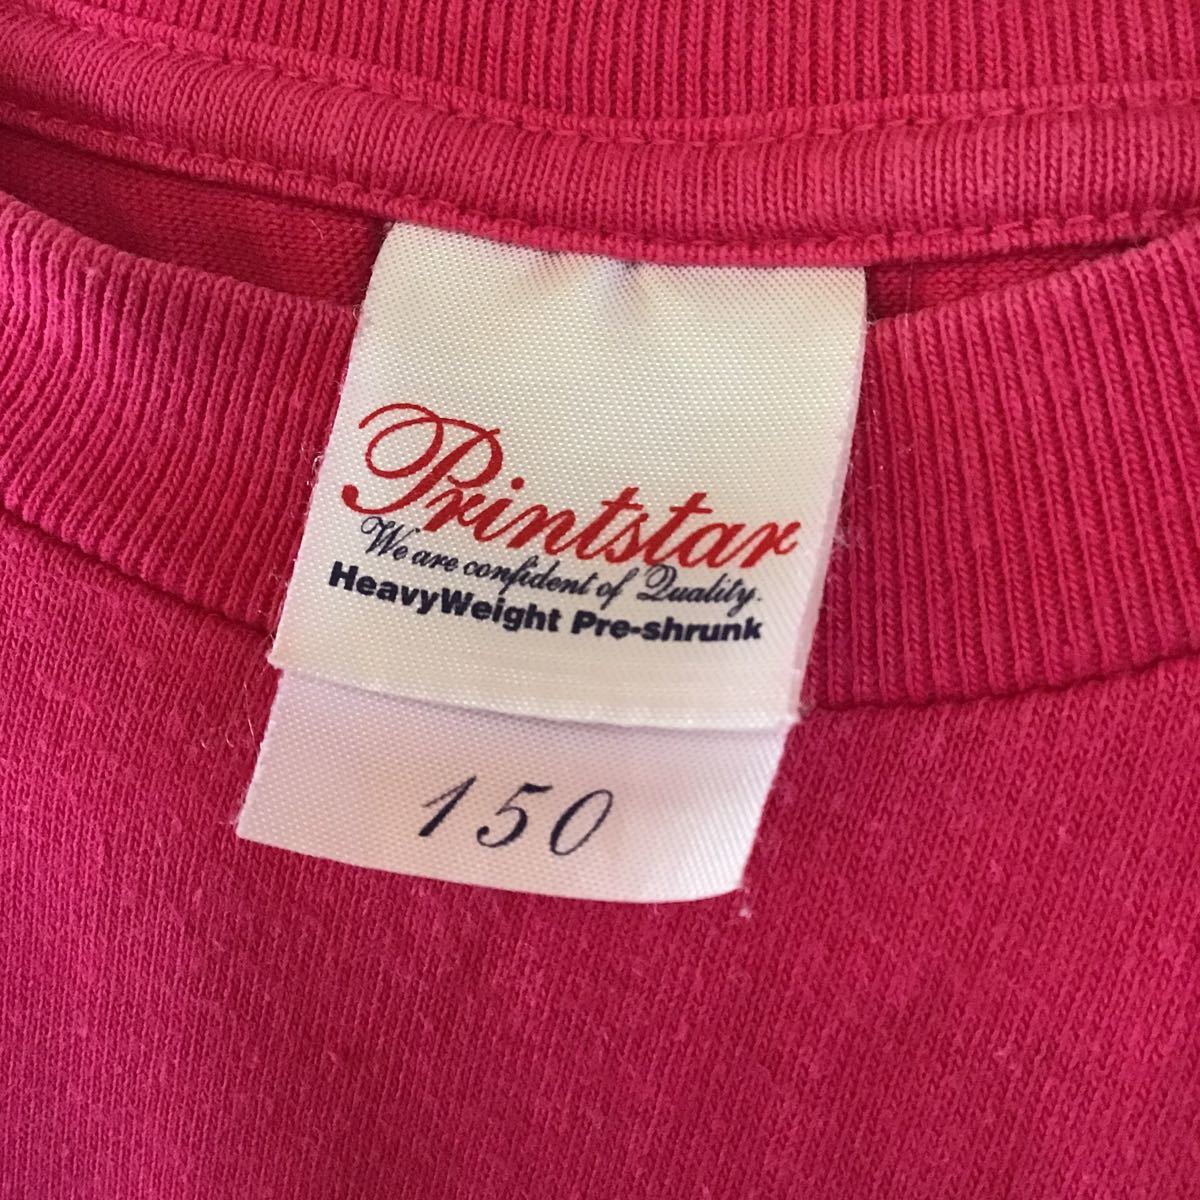 Printstar
We are confident of Quality.
HeavyWeight Pre-shrunk
150